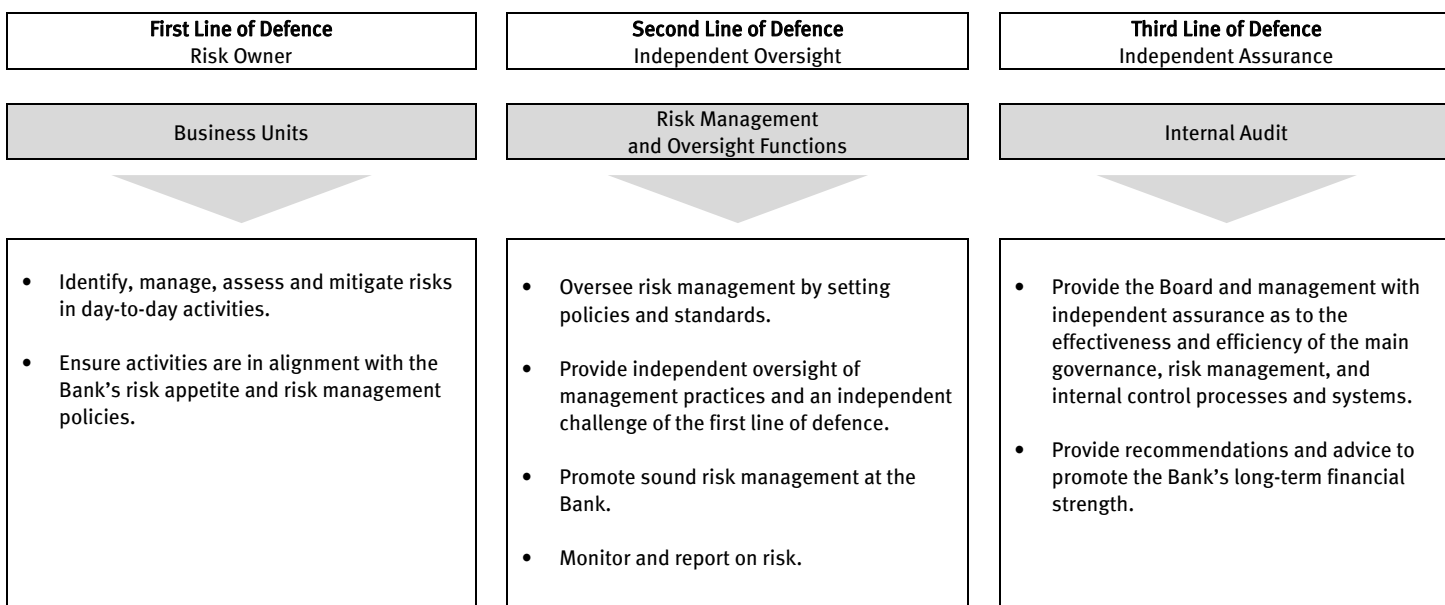 First Line of Defence
Risk Owner
Second Line of Defence
Independent Oversight
Third Line of Defence
Independent Assurance
Business Units
Risk Management
and Oversight Functions
Internal Audit
• Identify, manage, assess and mitigate risks
in day-to-day activities.
• Ensure activities are in alignment with the
Bank’s risk appetite and risk management
policies.
• Oversee risk management by setting
policies and standards.
• Provide independent oversight of
management practices and an independent
challenge of the first line of defence.
• Promote sound risk management at the
Bank.
• Monitor and report on risk.
• Provide the Board and management with
independent assurance as to the
effectiveness and efficiency of the main
governance, risk management, and
internal control processes and systems.
• Provide recommendations and advice to
promote the Bank’s long-term financial
strength.